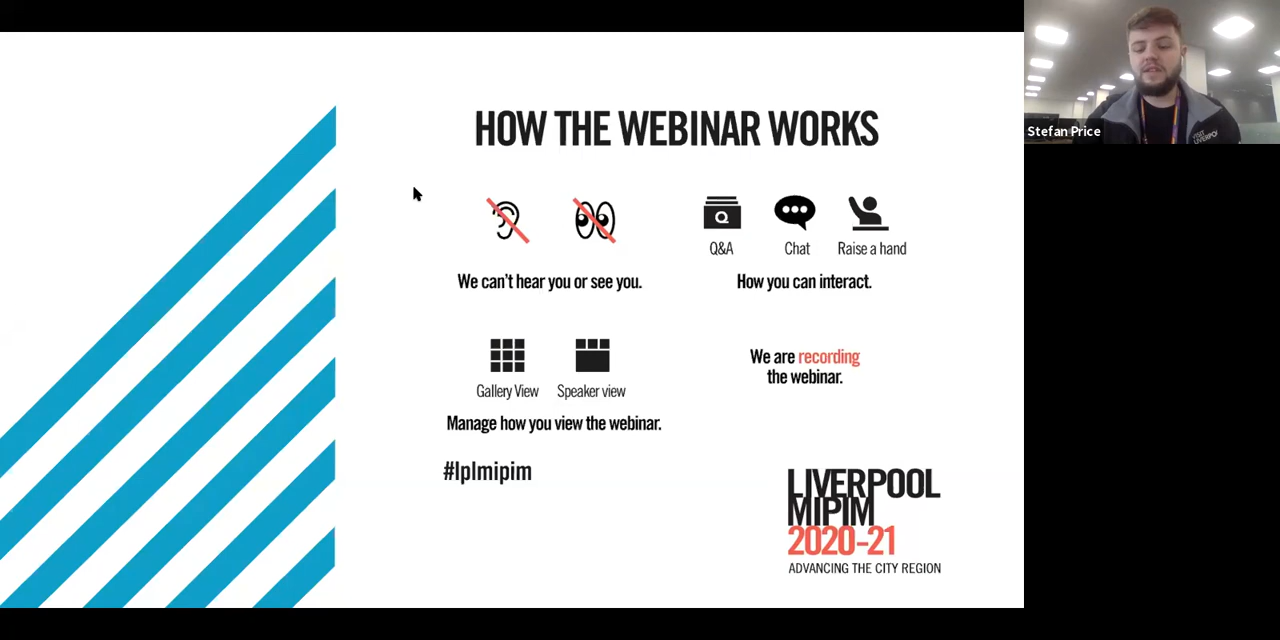 HOW THE WEBINAR WORKS
Q
Q&A
Chat
Raise a hand
We can't hear you or see you.
How you can interact.
Gallery View
Speaker view
We are recording
the webinar.
Manage how you view the webinar.
#lplmipim
LIVERPOOL
MIPIM
2020-21
ADVANCING THE CITY REGION
Stefan Price
VISIT
LIVERPOOL